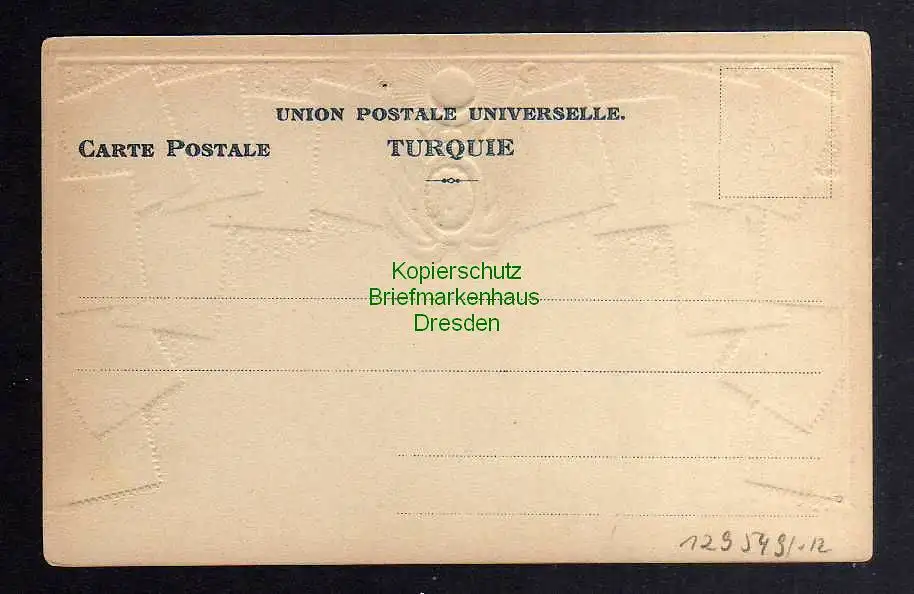 UNION POSTALE UNIVERSELLE.
CARTE POSTALE TURQUIE
Kopierschutz
Briefmarkenhaus
Dresden
129549/12